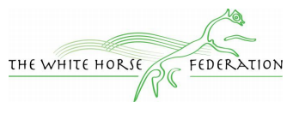 THE WHITE HORSE FEDERATION